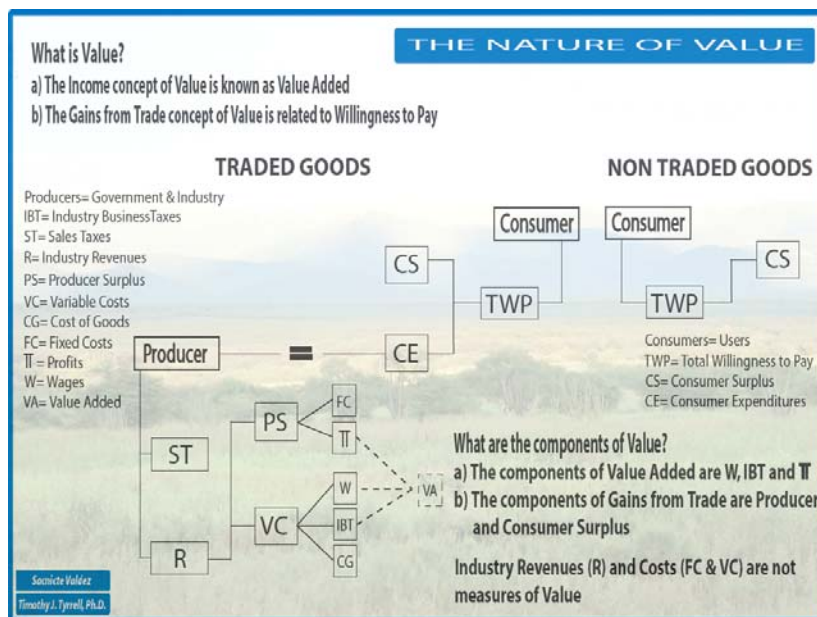 THE NATURE OF VALUE
What is Value?
a) The Income concept of Value is known as Value Added
b) The Gains from Trade concept of Value is related to Willingness to Pay
TRADED GOODS
NON TRADED GOODS
Producers= Government & Industry
IBT= Industry BusinessTaxes
ST= Sales Taxes
R= Industry Revenues
PS= Producer Surplus
VC= Variable Costs
CG= Cost of Goods
FC= Fixed Costs
π= Profits
W= Wages
VA= Value Added
Consumer
Consumer
CS
CS
TWP
TWP
Producer
=
CE
Consumers= Users
TWP= Total Willingness to Pay
CS= Consumer Surplus
CE= Consumer Expenditures
ST
R
PS
VC
FC
π
W
IBT
CG
VA
What are the components of Value?
a) The components of Value Added are W, IBT and π
b) The components of Gains from Trade are Producer
and Consumer Surplus
Industry Revenues (R) and Costs (FC & VC) are not
measures of Value
Sacnicte Valdez
Timothy J. Tyrrell, Ph.D.